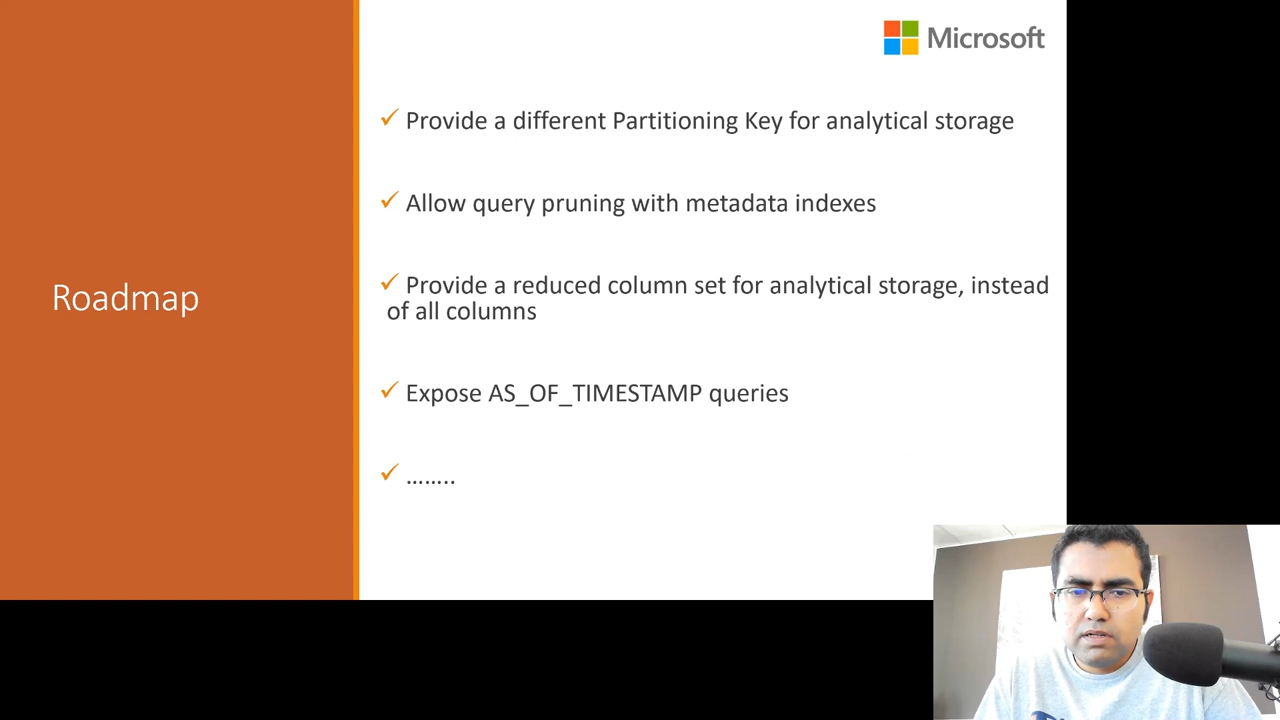 Microsoft
Roadmap
Provide a different Partitioning Key for analytical storage
Allow query pruning with metadata indexes
Provide a reduced column set for analytical storage, instead
of all columns
Expose AS_OF_TIMESTAMP queries
........